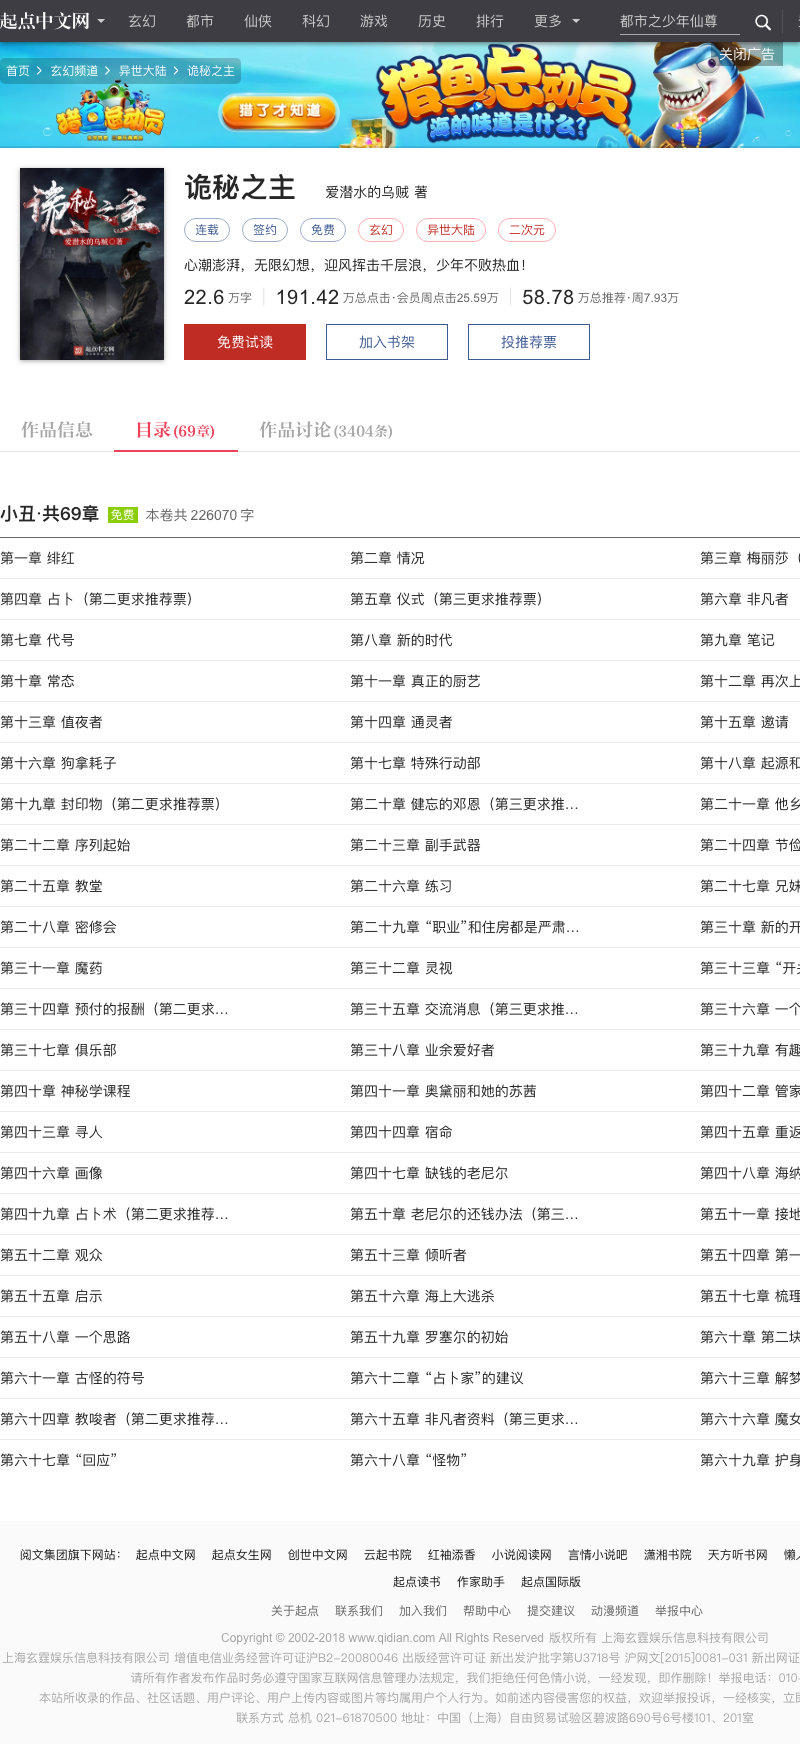 起点中文网 玄幻 都市 仙侠 科幻 游戏 历史 排行 更多 都市之少年仙尊
关闭广告
首页 > 玄幻频道 > 异世大陆 > 诡秘之主
猎鱼总动员
猎了才知道
猎鱼总动员
海的味道是什么?
诡秘之主
爱潜水的乌贼◎著
起点中文网
诡秘之主 爱潜水的乌贼 著
连载 签约 免费 玄幻 异世大陆 二次元
心潮澎湃，无限幻想，迎风挥击千层浪，少年不败热血！
22.6 万字 191.42 万总点击·会员周点击25.59万 58.78 万总推荐·周7.93万
免费试读 加入书架 投推荐票
作品信息 目录(69章) 作品讨论(3404条)
小丑·共69章 免费 本卷共 226070 字
第一章 绯红 第二章 情况 第三章 梅丽莎（
第四章 占卜（第二更求推荐票） 第五章 仪式（第三更求推荐票） 第六章 非凡者
第七章 代号 第八章 新的时代 第九章 笔记
第十章 常态 第十一章 真正的厨艺 第十二章 再次上
第十三章 值夜者 第十四章 通灵者 第十五章 邀请
第十六章 狗拿耗子 第十七章 特殊行动部 第十八章 起源和
第十九章 封印物（第二更求推荐票） 第二十章 健忘的邓恩（第三更求推... 第二十一章 他乡
第二十二章 序列起始 第二十三章 副手武器 第二十四章 节俭
第二十五章 教堂 第二十六章 练习 第二十七章 兄妹
第二十八章 密修会 第二十九章 “职业”和住房都是严肃... 第三十章 新的开
第三十一章 魔药 第三十二章 灵视 第三十三章 “开
第三十四章 预付的报酬（第二更求... 第三十五章 交流消息（第三更求推... 第三十六章 一个
第三十七章 俱乐部 第三十八章 业余爱好者 第三十九章 有趣
第四十章 神秘学课程 第四十一章 奥黛丽和她的苏茜 第四十二章 管家
第四十三章 寻人 第四十四章 宿命 第四十五章 重返
第四十六章 画像 第四十七章 缺钱的老尼尔 第四十八章 海纳
第四十九章 占卜术（第二更求推荐... 第五十章 老尼尔的还钱办法（第三... 第五十一章 接地
第五十二章 观众 第五十三章 倾听者 第五十四章 第一
第五十五章 启示 第五十六章 海上大逃杀 第五十七章 梳理
第五十八章 一个思路 第五十九章 罗塞尔的初始 第六十章 第二块
第六十一章 古怪的符号 第六十二章 “占卜家”的建议 第六十三章 解梦
第六十四章 教唆者（第二更求推荐... 第六十五章 非凡者资料（第三更求... 第六十六章 魔女
第六十七章 “回应” 第六十八章 “怪物” 第六十九章 护身
阅文集团旗下网站： 起点中文网 起点女生网 创世中文网 云起书院 红袖添香 小说阅读网 言情小说吧 潇湘书院 天方听书网 懒
起点读书 作家助手 起点国际版
关于起点 联系我们 加入我们 帮助中心 提交建议 动漫频道 举报中心
Copyright © 2002-2018 www.qidian.com All Rights Reserved 版权所有 上海玄霆娱乐信息科技有限公司
上海玄霆娱乐信息科技有限公司 增值电信业务经营许可证沪B2-20080046 出版经营许可证 新出发沪批字第U3718号 沪网文[2015]0081-031 新出网证
请所有作者发布作品时务必遵守国家互联网信息管理办法规定，我们拒绝任何色情小说，一经发现，即作删除！举报电话：010-
本站所收录的作品、社区话题、用户评论、用户上传内容或图片等均属用户个人行为。如前述内容侵害您的权益，欢迎举报投诉，一经核实，立即
联系方式 总机 021-61870500 地址：中国（上海）自由贸易试验区碧波路690号6号楼101、201室